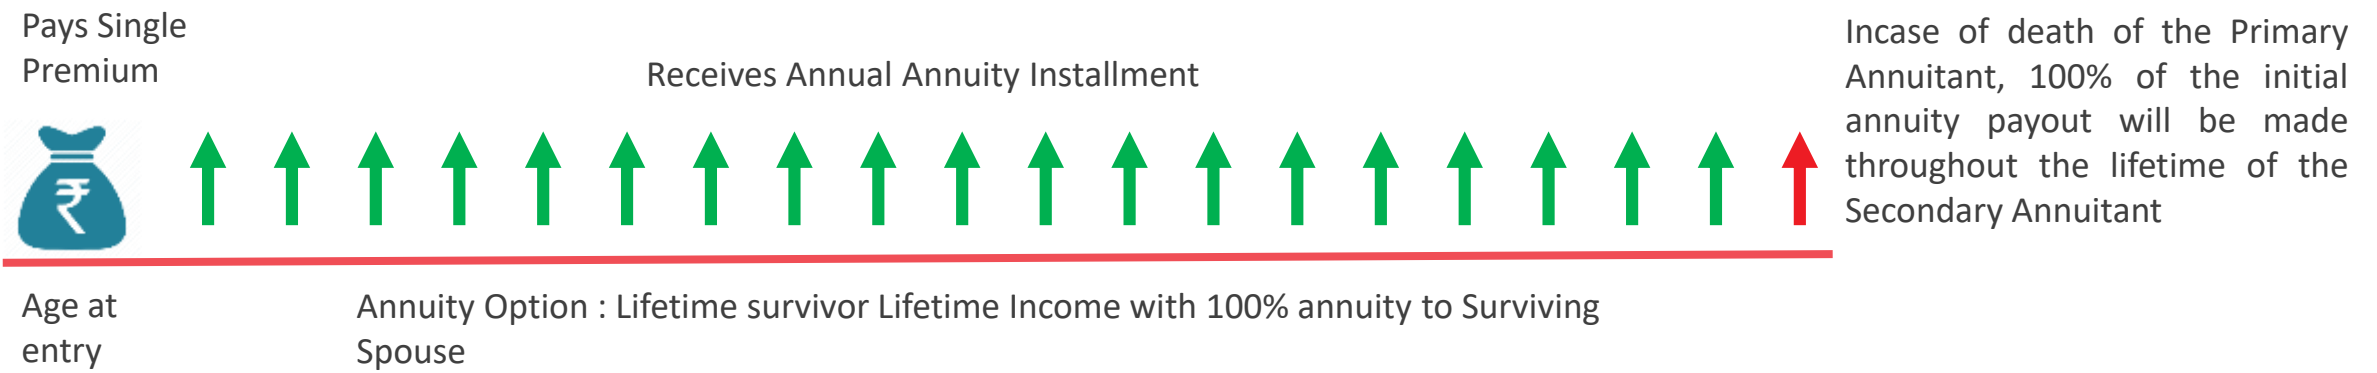 Pays Single
Premium
Receives Annual Annuity Installment
Incase of death of the Primary
Annuitant, 100% of the initial
annuity payout will be made
throughout the lifetime of the
Secondary Annuitant
₹
Age at
entry
Annuity Option : Lifetime survivor Lifetime Income with 100% annuity to Surviving
Spouse